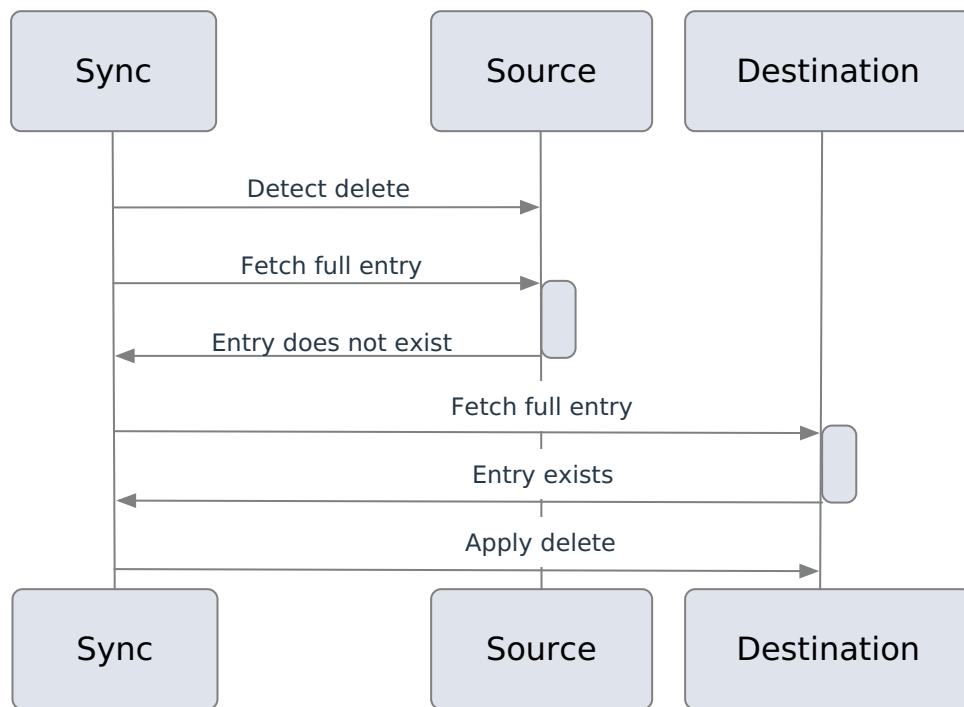 Sync
Source
Destination
Detect delete
Fetch full entry
Entry does not exist
Fetch full entry
Entry exists
Apply delete
Sync
Source
Destination